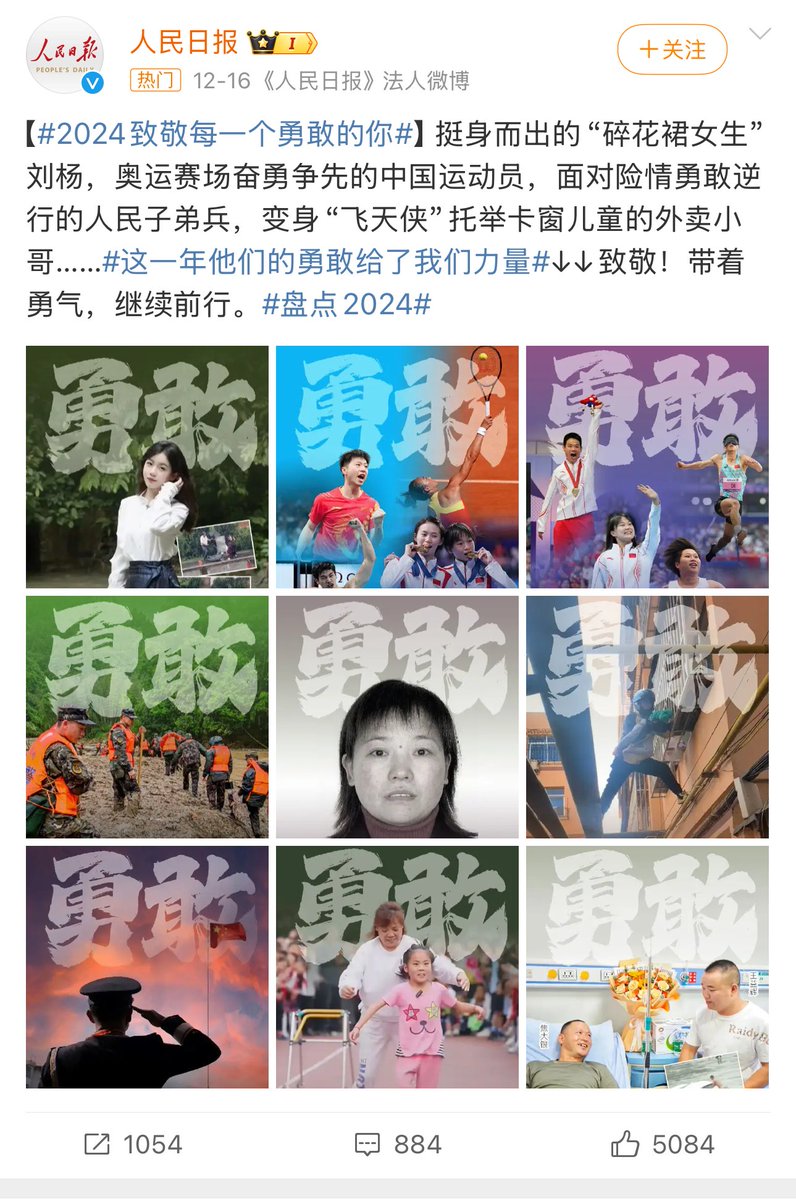 人民日报
PEOPLE'S DAILY
人民日报 I
+关注
热门 12-16《人民日报》法人微博
【#2024致敬每一个勇敢的你#】挺身而出的“碎花裙女生”
刘杨，奥运赛场奋勇争先的中国运动员，面对险情勇敢逆
行的人民子弟兵，变身“飞天侠”托举卡窗儿童的外卖小
哥……#这一年他们的勇敢给了我们力量#↓↓致敬！带着
勇气，继续前行。#盘点2024#
勇敢
勇敢
勇敢
勇敢
勇敢
勇敢
勇敢
勇敢
勇敢
焦大包
1054
884
5084